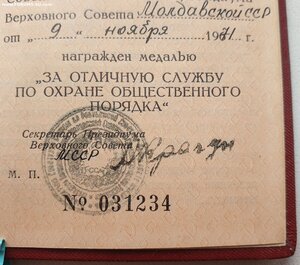 Верховного Совета Молдавской ССР
от "9" ноября 1961 г.
награжден медалью
"ЗА ОТЛИЧНУЮ СЛУЖБУ
ПО ОХРАНЕ ОБЩЕСТВЕННОГО
ПОРЯДКА"
Секретарь Президиума
Верховного Совета
МССР
М. П.
№ 031234